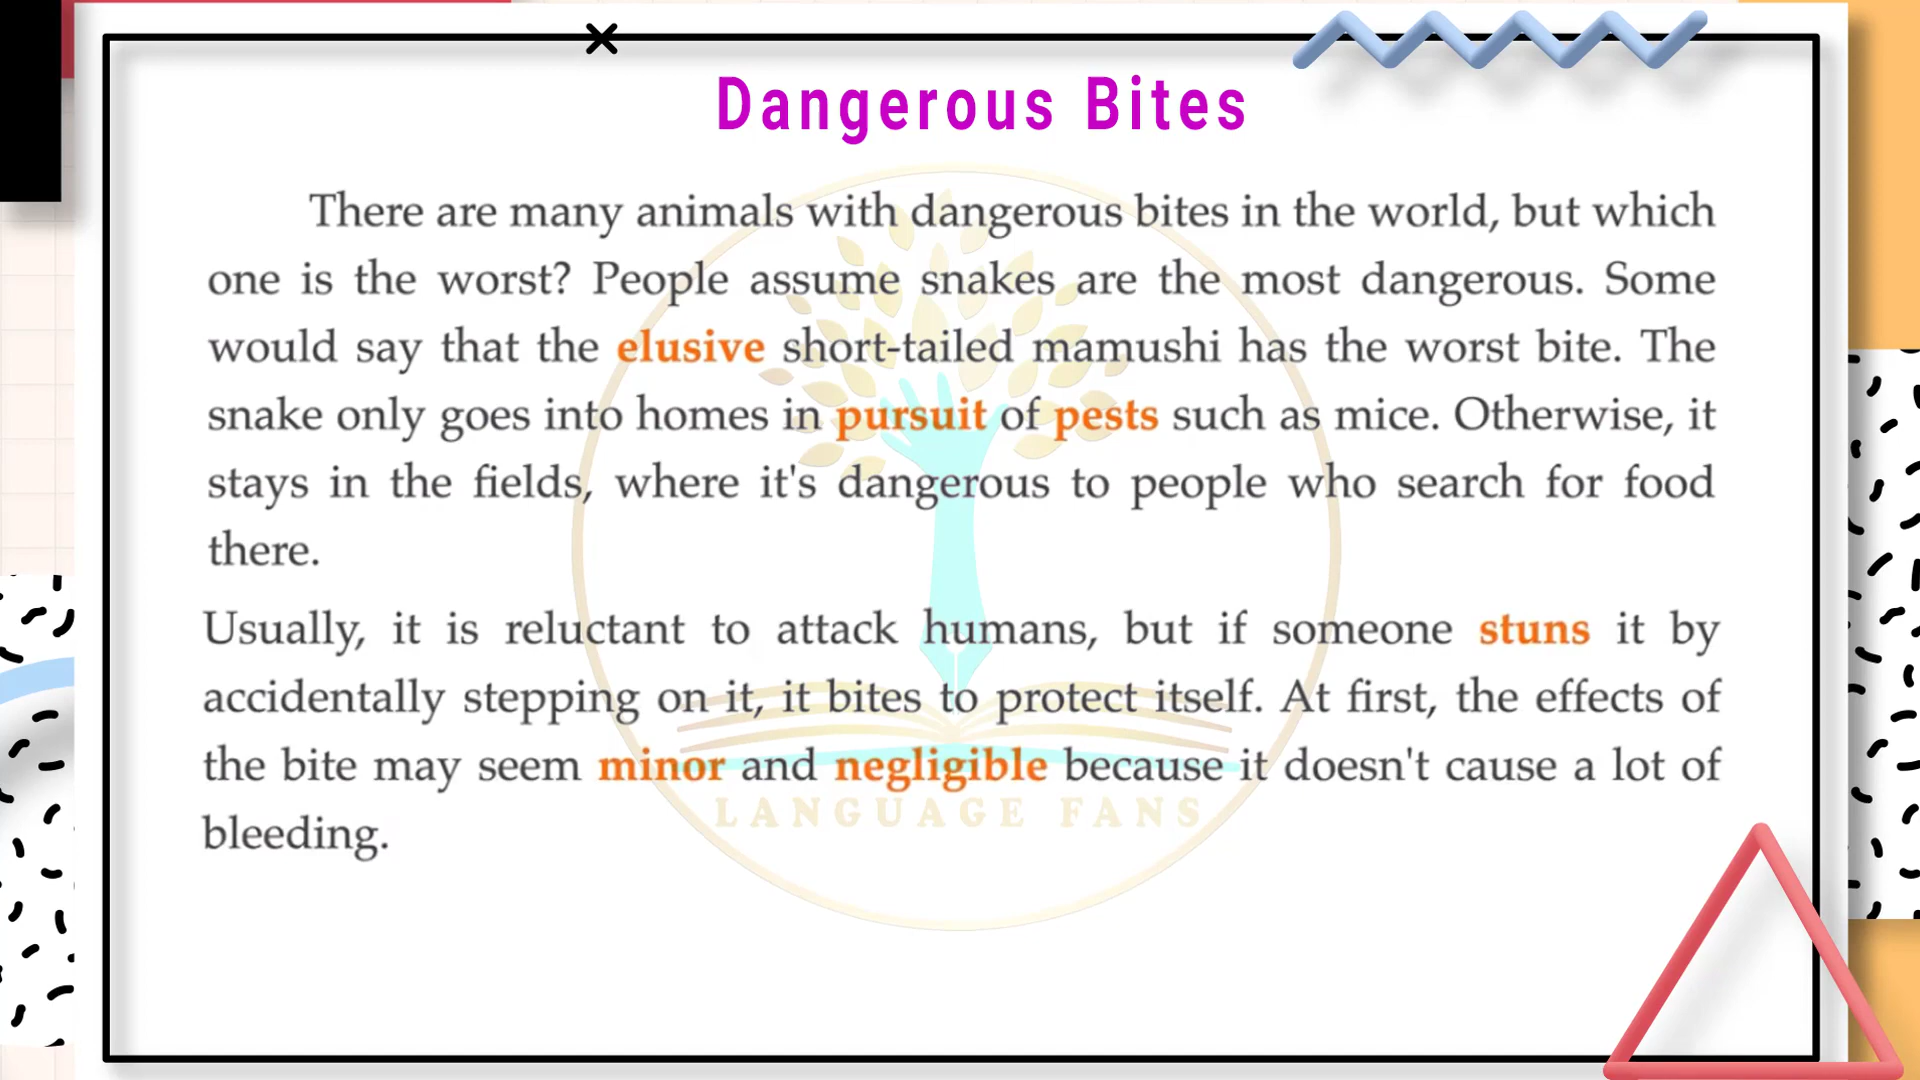 Dangerous Bites
There are many animals with dangerous bites in the world, but which
one is the worst? People assume snakes are the most dangerous. Some
would say that the elusive short-tailed mamushi has the worst bite. The
snake only goes into homes in pursuit of pests such as mice. Otherwise, it
stays in the fields, where it's dangerous to people who search for food
there.
Usually, it is reluctant to attack humans, but if someone stuns it by
accidentally stepping on it, it bites to protect itself. At first, the effects of
the bite may seem minor and negligible because it doesn't cause a lot of
LANGUAGE FANS
bleeding.